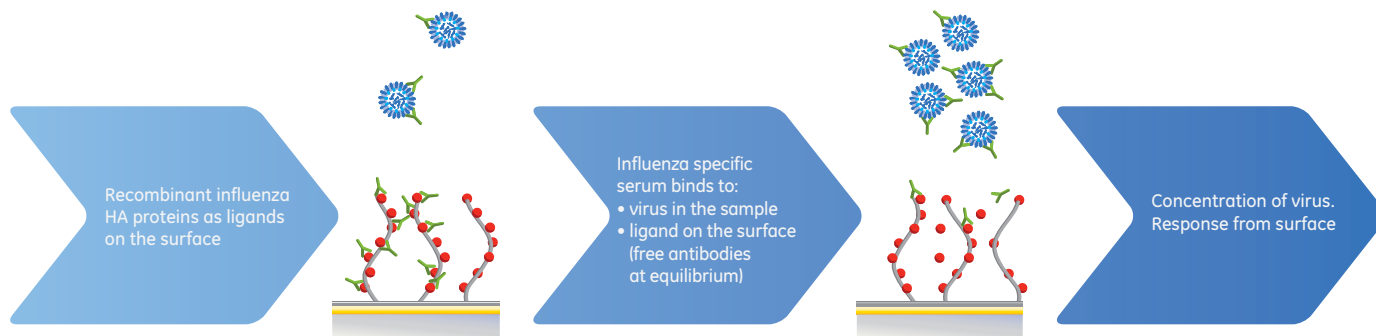 Recombinant influenza
HA proteins as ligands
on the surface
Influenza specific
serum binds to:
• virus in the sample
• ligand on the surface
(free antibodies
at equilibrium)
Concentration of virus.
Response from surface